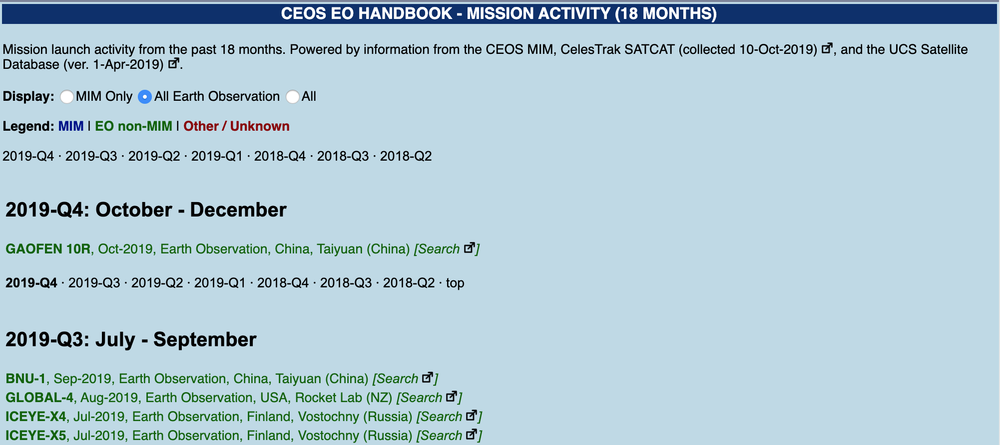 CEOS EO HANDBOOK - MISSION ACTIVITY (18 MONTHS)
Mission launch activity from the past 18 months. Powered by information from the CEOS MIM, CelesTrak SATCAT (collected 10-Oct-2019), and the UCS Satellite
Database (ver. 1-Apr-2019).
Display: MIM Only All Earth Observation All
Legend: MIM | EO non-MIM | Other / Unknown
2019-Q4 · 2019-Q3 · 2019-Q2 · 2019-Q1 · 2018-Q4 · 2018-Q3 · 2018-Q2
2019-Q4: October - December
GAOFEN 10R, Oct-2019, Earth Observation, China, Taiyuan (China) [Search]
2019-Q4 · 2019-Q3 · 2019-Q2 · 2019-Q1 · 2018-Q4 · 2018-Q3 · 2018-Q2 · top
2019-Q3: July - September
BNU-1, Sep-2019, Earth Observation, China, Taiyuan (China) [Search]
GLOBAL-4, Aug-2019, Earth Observation, USA, Rocket Lab (NZ) [Search]
ICEYE-X4, Jul-2019, Earth Observation, Finland, Vostochny (Russia) [Search]
ICEYE-X5, Jul-2019, Earth Observation, Finland, Vostochny (Russia) [Search]